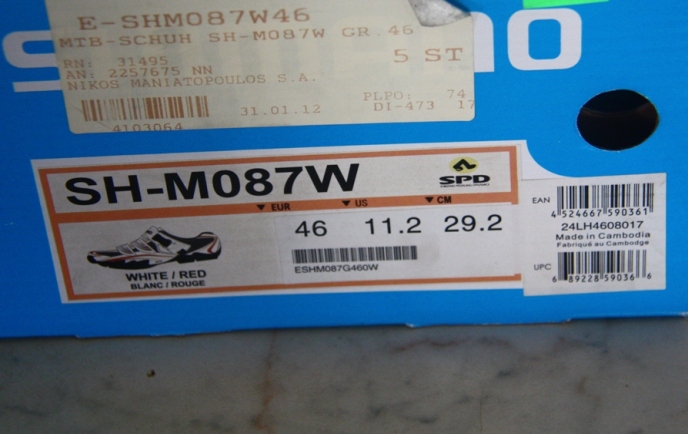 E-SHM087W46
MTB-SCHUH SH-M087W GR.46
RN: 31495
5 ST
AN: 2257675 NN
NIKOS MANIATOPOULOS S.A.
PLPO: 74
31.01.12
DI-473 17
4103064
SH-M087W
SPD
EUR US CM
46 11.2 29.2
ESHM087G460W
WHITE / RED
BLANC / ROUGE
EAN
4 524667 590361
24LH4608017
Made in Cambodia
Fabriqué au Cambodge
UPC
6 89228 59036 6